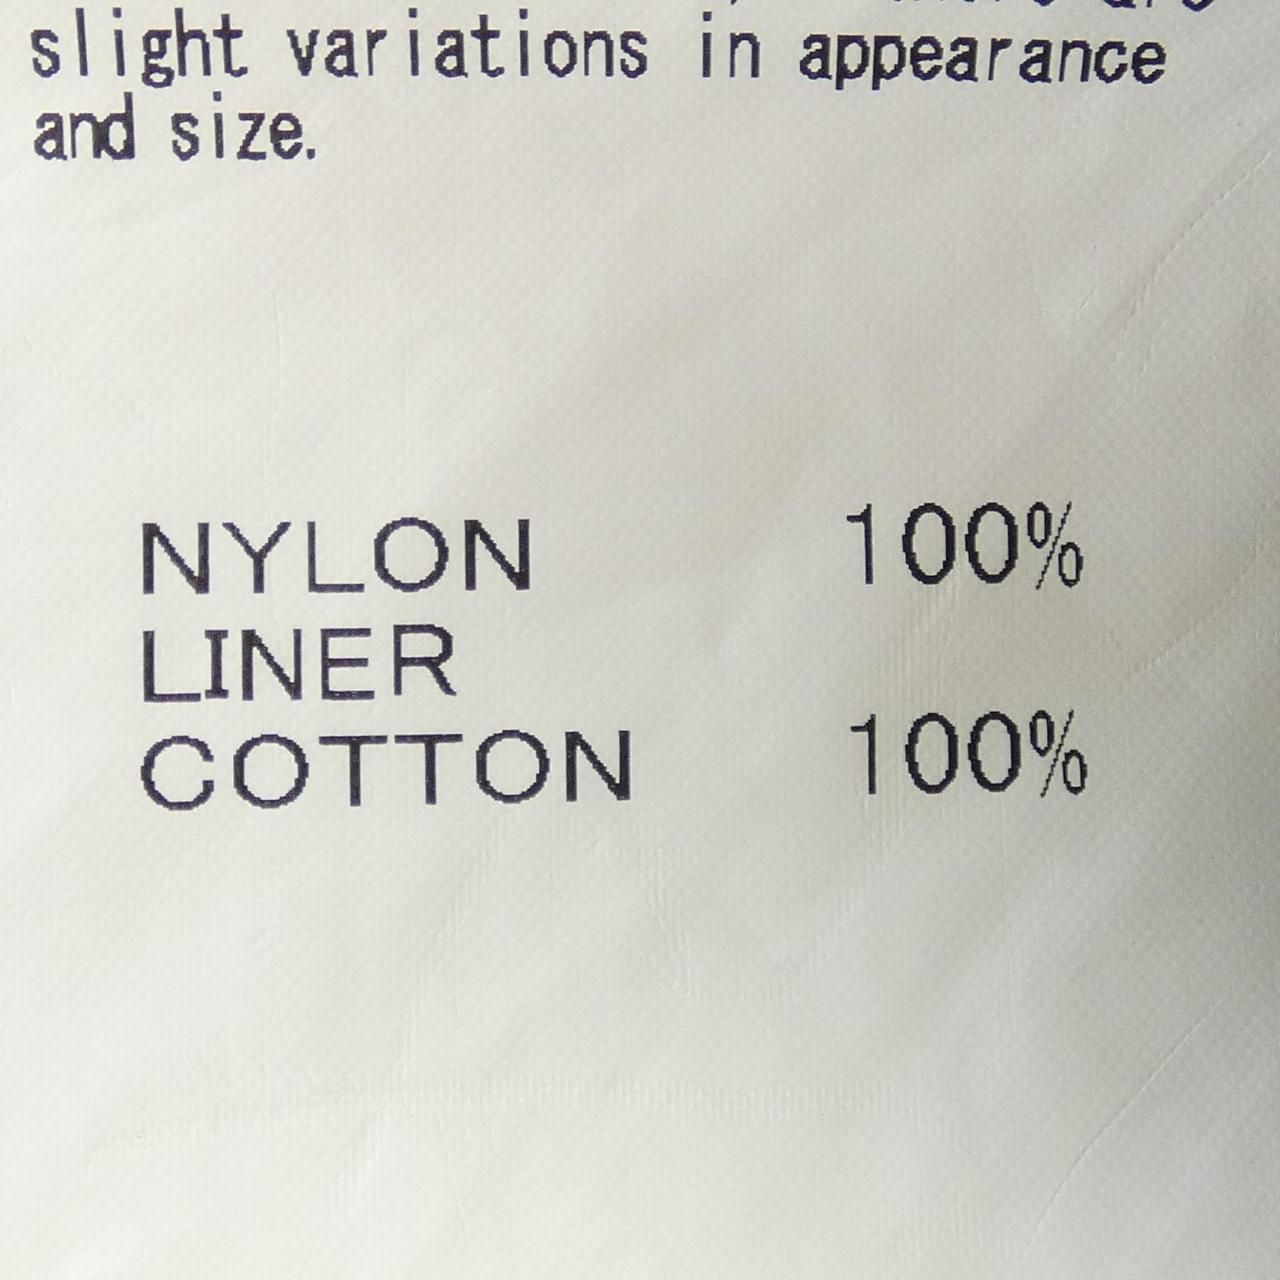 slight variations in appearance
and size.
NYLON 100%
LINER
COTTON 100%